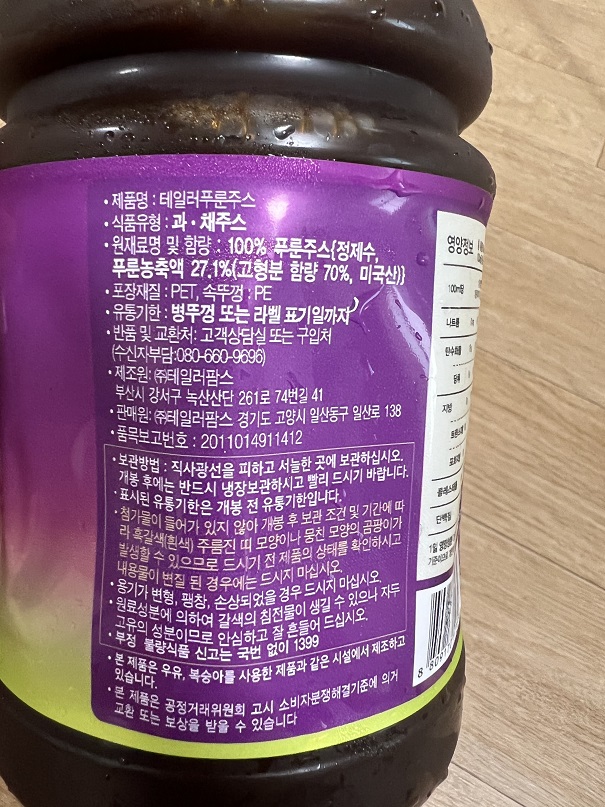 • 제품명 : 테일러푸룬주스
• 식품유형 : 과·채주스
• 원재료명 및 함량 : 100% 푸룬주스{정제수,
푸룬농축액 27.1%(고형분 함량 70%, 미국산)}
• 포장재질 : PET, 속뚜껑 : PE
• 유통기한 : 병뚜껑 또는 라벨 표기일까지
• 반품 및 교환처 : 고객상담실 또는 구입처
(수신자부담:080-660-9696)
• 제조원 : ㈜테일러팜스
부산시 강서구 녹산산단 261로 74번길 41
• 판매원 : ㈜테일러팜스 경기도 고양시 일산동구 일산로 138
• 품목보고번호 : 2011014911412
• 보관방법 : 직사광선을 피하고 서늘한 곳에 보관하십시오.
개봉 후에는 반드시 냉장보관하시고 빨리 드시기 바랍니다.
• 표시된 유통기한은 개봉 전 유통기한입니다.
• 첨가물이 들어가 있지 않아 개봉 후 보관 조건 및 기간에 따
라 흑갈색(흰색) 주름진 띠 모양이나 뭉친 모양의 곰팡이가
발생할 수 있으므로 드시기 전 제품의 상태를 확인하시고
내용물이 변질 된 경우에는 드시지 마십시오.
• 용기가 변형, 팽창, 손상되었을 경우 드시지 마십시오.
• 원료성분에 의하여 갈색의 침전물이 생길 수 있으나 자두
고유의 성분이므로 안심하고 잘 흔들어 드십시오.
• 부정 불량식품 신고는 국번 없이 1399
• 본 제품은 우유, 복숭아를 사용한 제품과 같은 시설에서 제조하고
있습니다.
• 본 제품은 공정거래위원회 고시 소비자분쟁해결기준에 의거
교환 또는 보상을 받을 수 있습니다
영양정보
100ml당
나트륨
탄수화물
당류
지방
트랜스지방
포화지방
콜레스테롤
단백질
1일 영양성분